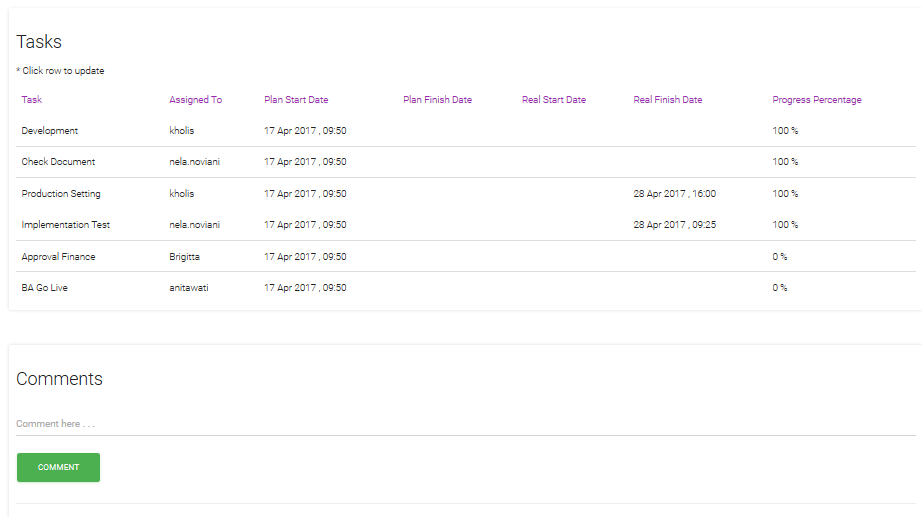 Tasks
* Click row to update
Task Assigned To Plan Start Date Plan Finish Date Real Start Date Real Finish Date Progress Percentage
Development kholis 17 Apr 2017 , 09:50 100 %
Check Document nela.noviani 17 Apr 2017 , 09:50 100 %
Production Setting kholis 17 Apr 2017 , 09:50 28 Apr 2017 , 16:00 100 %
Implementation Test nela.noviani 17 Apr 2017 , 09:50 28 Apr 2017 , 09:25 100 %
Approval Finance Brigitta 17 Apr 2017 , 09:50 0 %
BA Go Live anitawati 17 Apr 2017 , 09:50 0 %
Comments
Comment here . . .
COMMENT